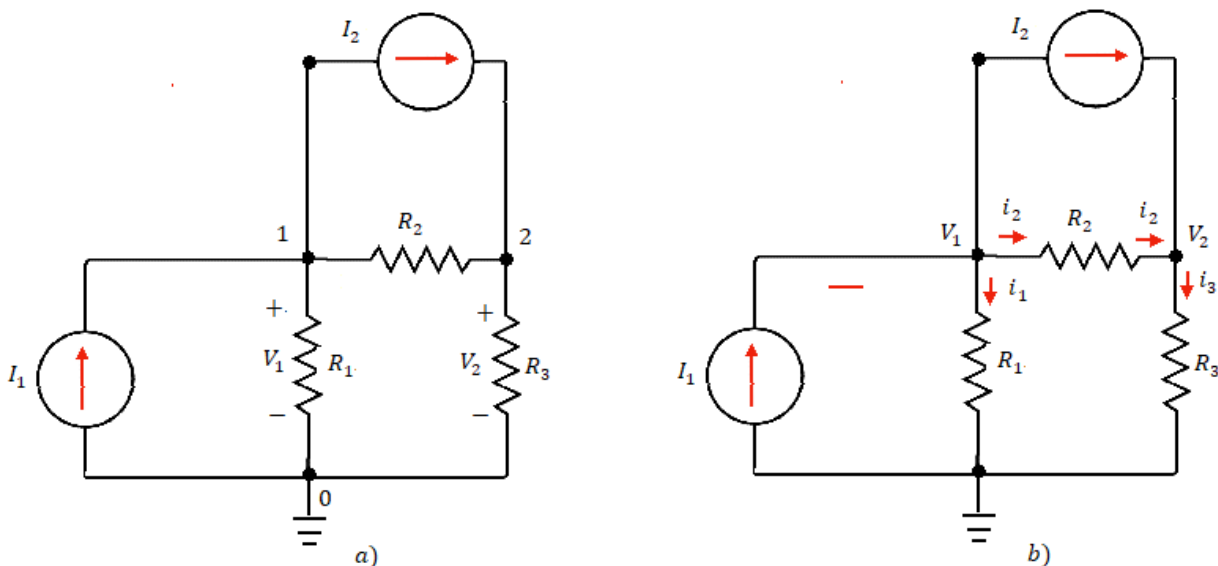 I₂
1
R₂
2
+
+
I₁
V₁
R₁
V₂
R₃
−
−
0
a)
I₂
V₁
i₂
R₂
i₂
V₂
i₁
i₃
I₁
R₁
R₃
b)